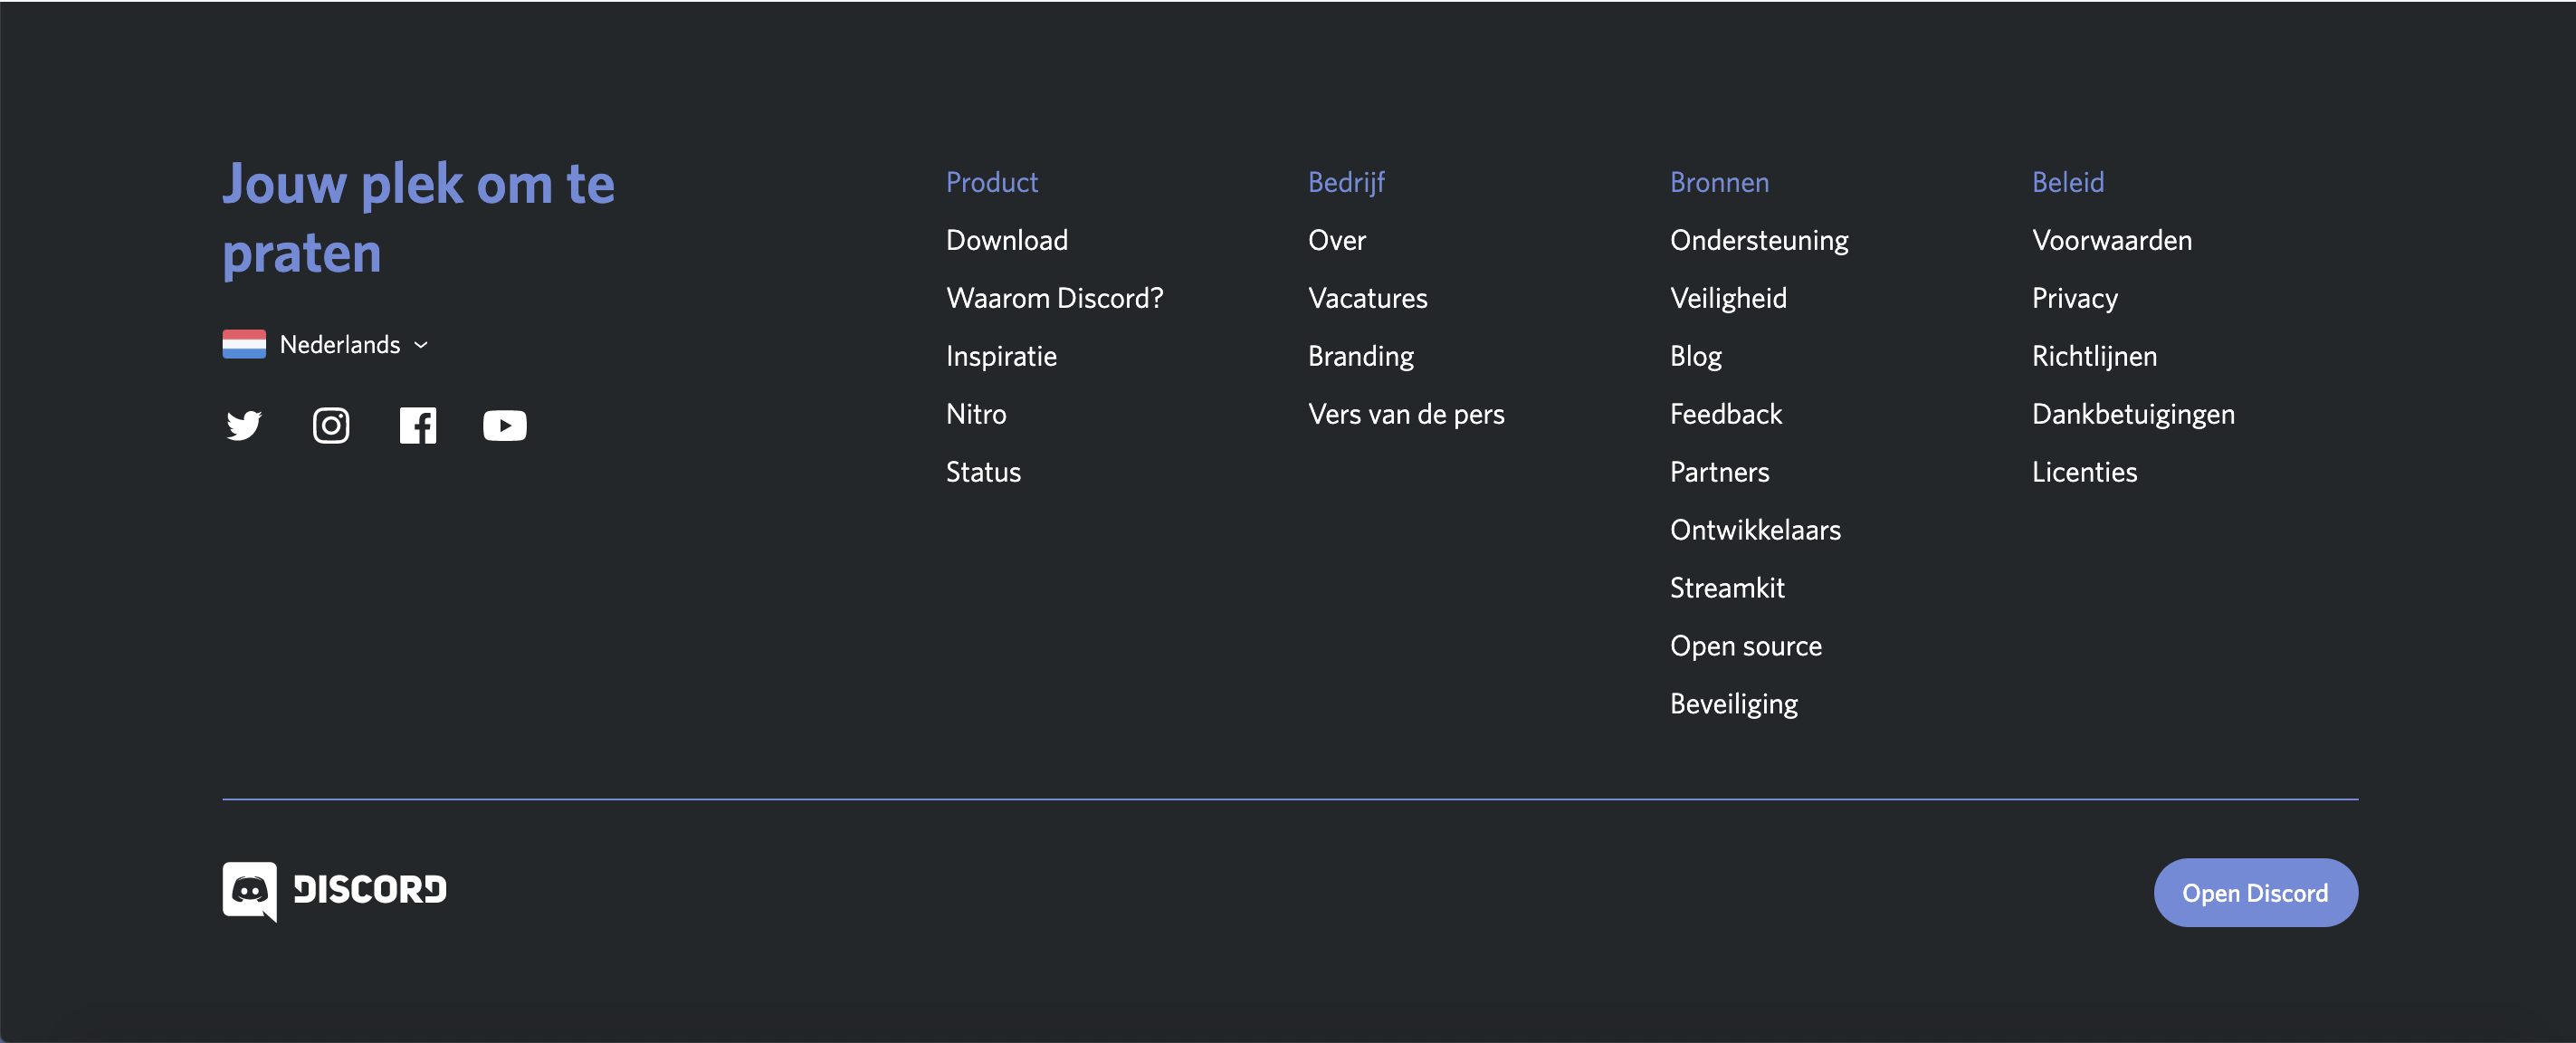 Jouw plek om te
praten
Nederlands
Product
Download
Waarom Discord?
Inspiratie
Nitro
Status
Bedrijf
Over
Vacatures
Branding
Vers van de pers
Bronnen
Ondersteuning
Veiligheid
Blog
Feedback
Partners
Ontwikkelaars
Streamkit
Open source
Beveiliging
Beleid
Voorwaarden
Privacy
Richtlijnen
Dankbetuigingen
Licenties
DISCORD
Open Discord